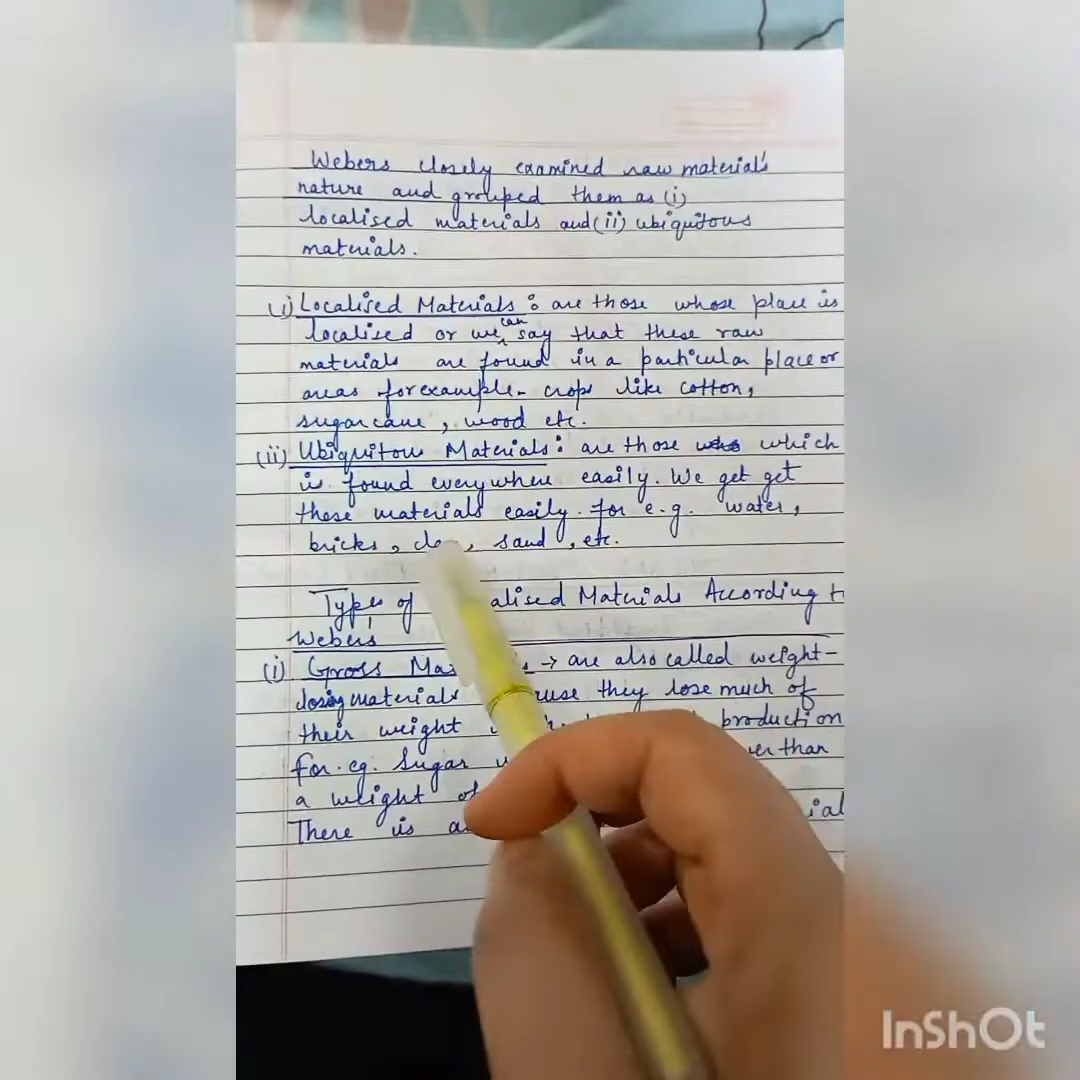 Webers closely examined raw material's
nature and grouped them as (i)
localised materials and (ii) ubiquitous
materials.
(i) Localised Materials : are those whose place is
localised or we can say that these raw
materials are found in a particular place or
areas for example - crops like cotton,
sugarcane, wood etc.
(ii) Ubiquitous Materials : are those which
is found everywhere easily. We get get
these materials easily. for e.g. water,
bricks, sand, etc.
Types of Materials According
Webers
(i) Gross → are also called weight-
losing materials they lose much of
their weight production
For eg. Sugar than
a weight of
There is
InShOt